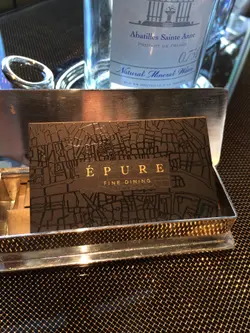 Abatilles Sainte Anne
Natural Mineral Water
ÉPURE
FINE DINING